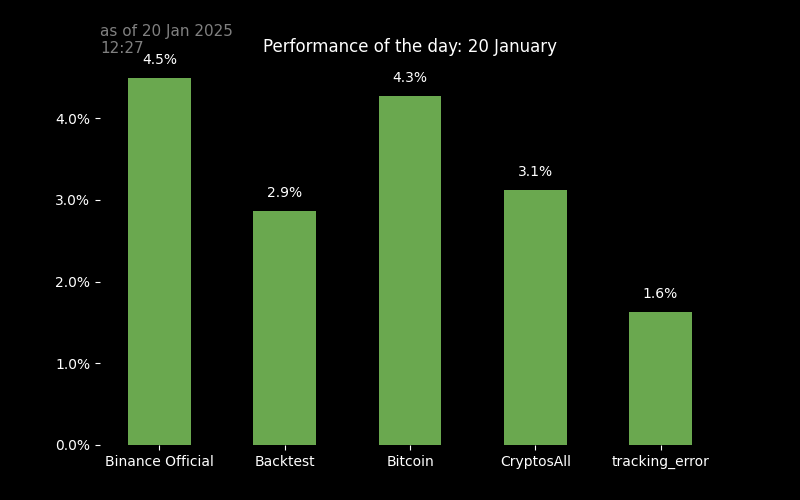 as of 20 Jan 2025
12:27
Performance of the day: 20 January
4.5%
2.9%
4.3%
3.1%
1.6%
4.0%
3.0%
2.0%
1.0%
0.0%
Binance Official
Backtest
Bitcoin
CryptosAll
tracking_error